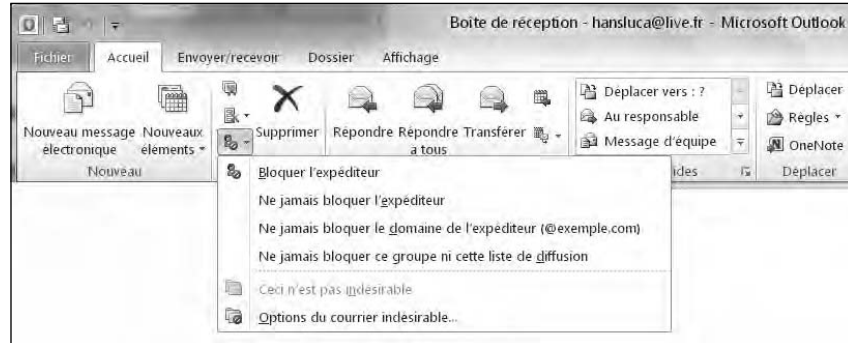 Boîte de réception - hansluca@live.fr - Microsoft Outlook
Fichier Accueil Envoyer/recevoir Dossier Affichage
Nouveau message électronique
Nouveaux éléments
Supprimer
Répondre
Répondre a tous
Transférer
Déplacer vers : ?
Au responsable
Message d'équipe
Déplacer
Règles
OneNote
Nouveau
ides
Déplacer
Bloquer l'expéditeur
Ne jamais bloquer l'expéditeur
Ne jamais bloquer le domaine de l'expéditeur (@exemple.com)
Ne jamais bloquer ce groupe ni cette liste de diffusion
Ceci n'est pas indésirable
Options du courrier indésirable...